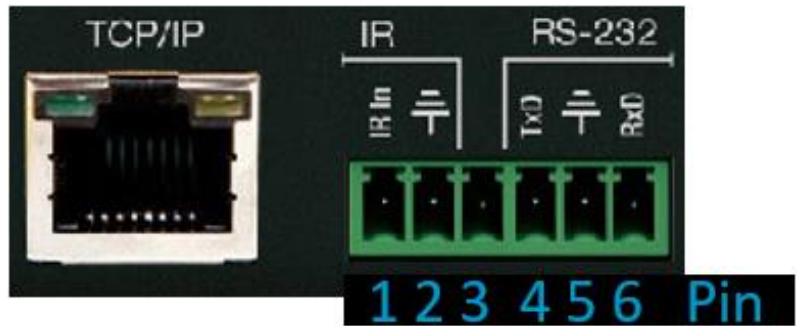 TCP/IP IR RS-232
IR In TxD RxD
1 2 3 4 5 6 Pin